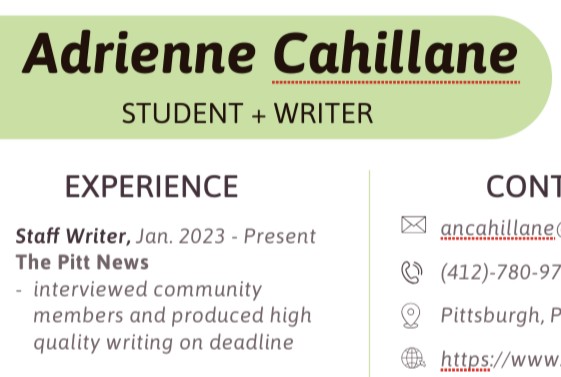 Adrienne Cahillane
STUDENT + WRITER
EXPERIENCE
Staff Writer, Jan. 2023 - Present
The Pitt News
- interviewed community
members and produced high
quality writing on deadline
CONT
ancahillane@
(412)-780-97
Pittsburgh, P
https://www.